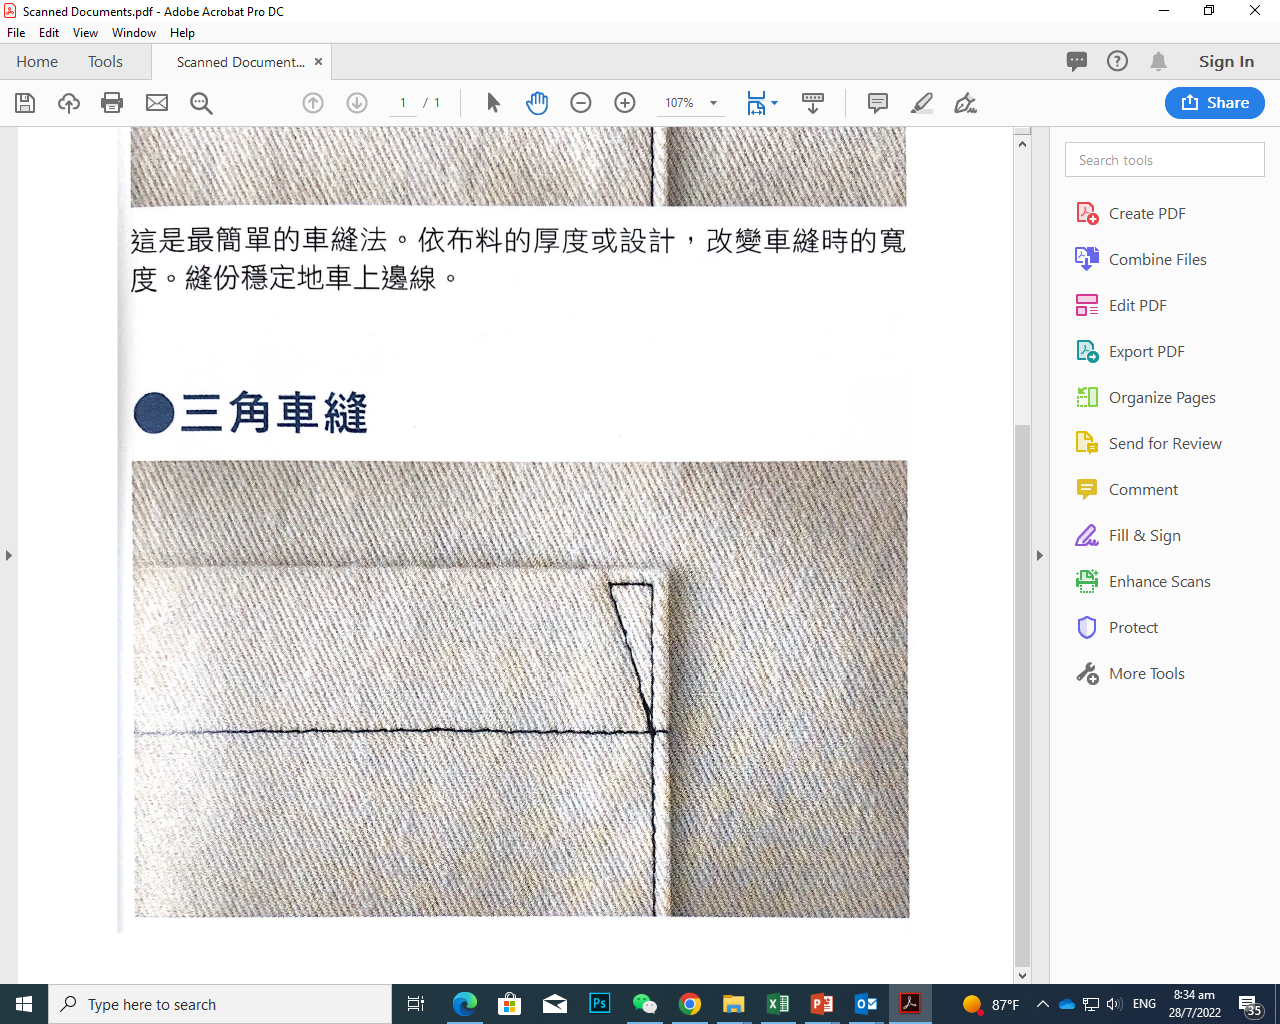 Scanned Documents.pdf - Adobe Acrobat Pro DC
File Edit View Window Help
Home Tools Scanned Document... × Sign In
1 / 1 107% Share
這是最簡單的車縫法。依布料的厚度或設計，改變車縫時的寬
度。縫份穩定地車上邊線。
●三角車縫
Search tools
Create PDF
Combine Files
Edit PDF
Export PDF
Organize Pages
Send for Review
Comment
Fill & Sign
Enhance Scans
Protect
More Tools
Type here to search
Ps
87°F
ENG
8:34 am
28/7/2022
35